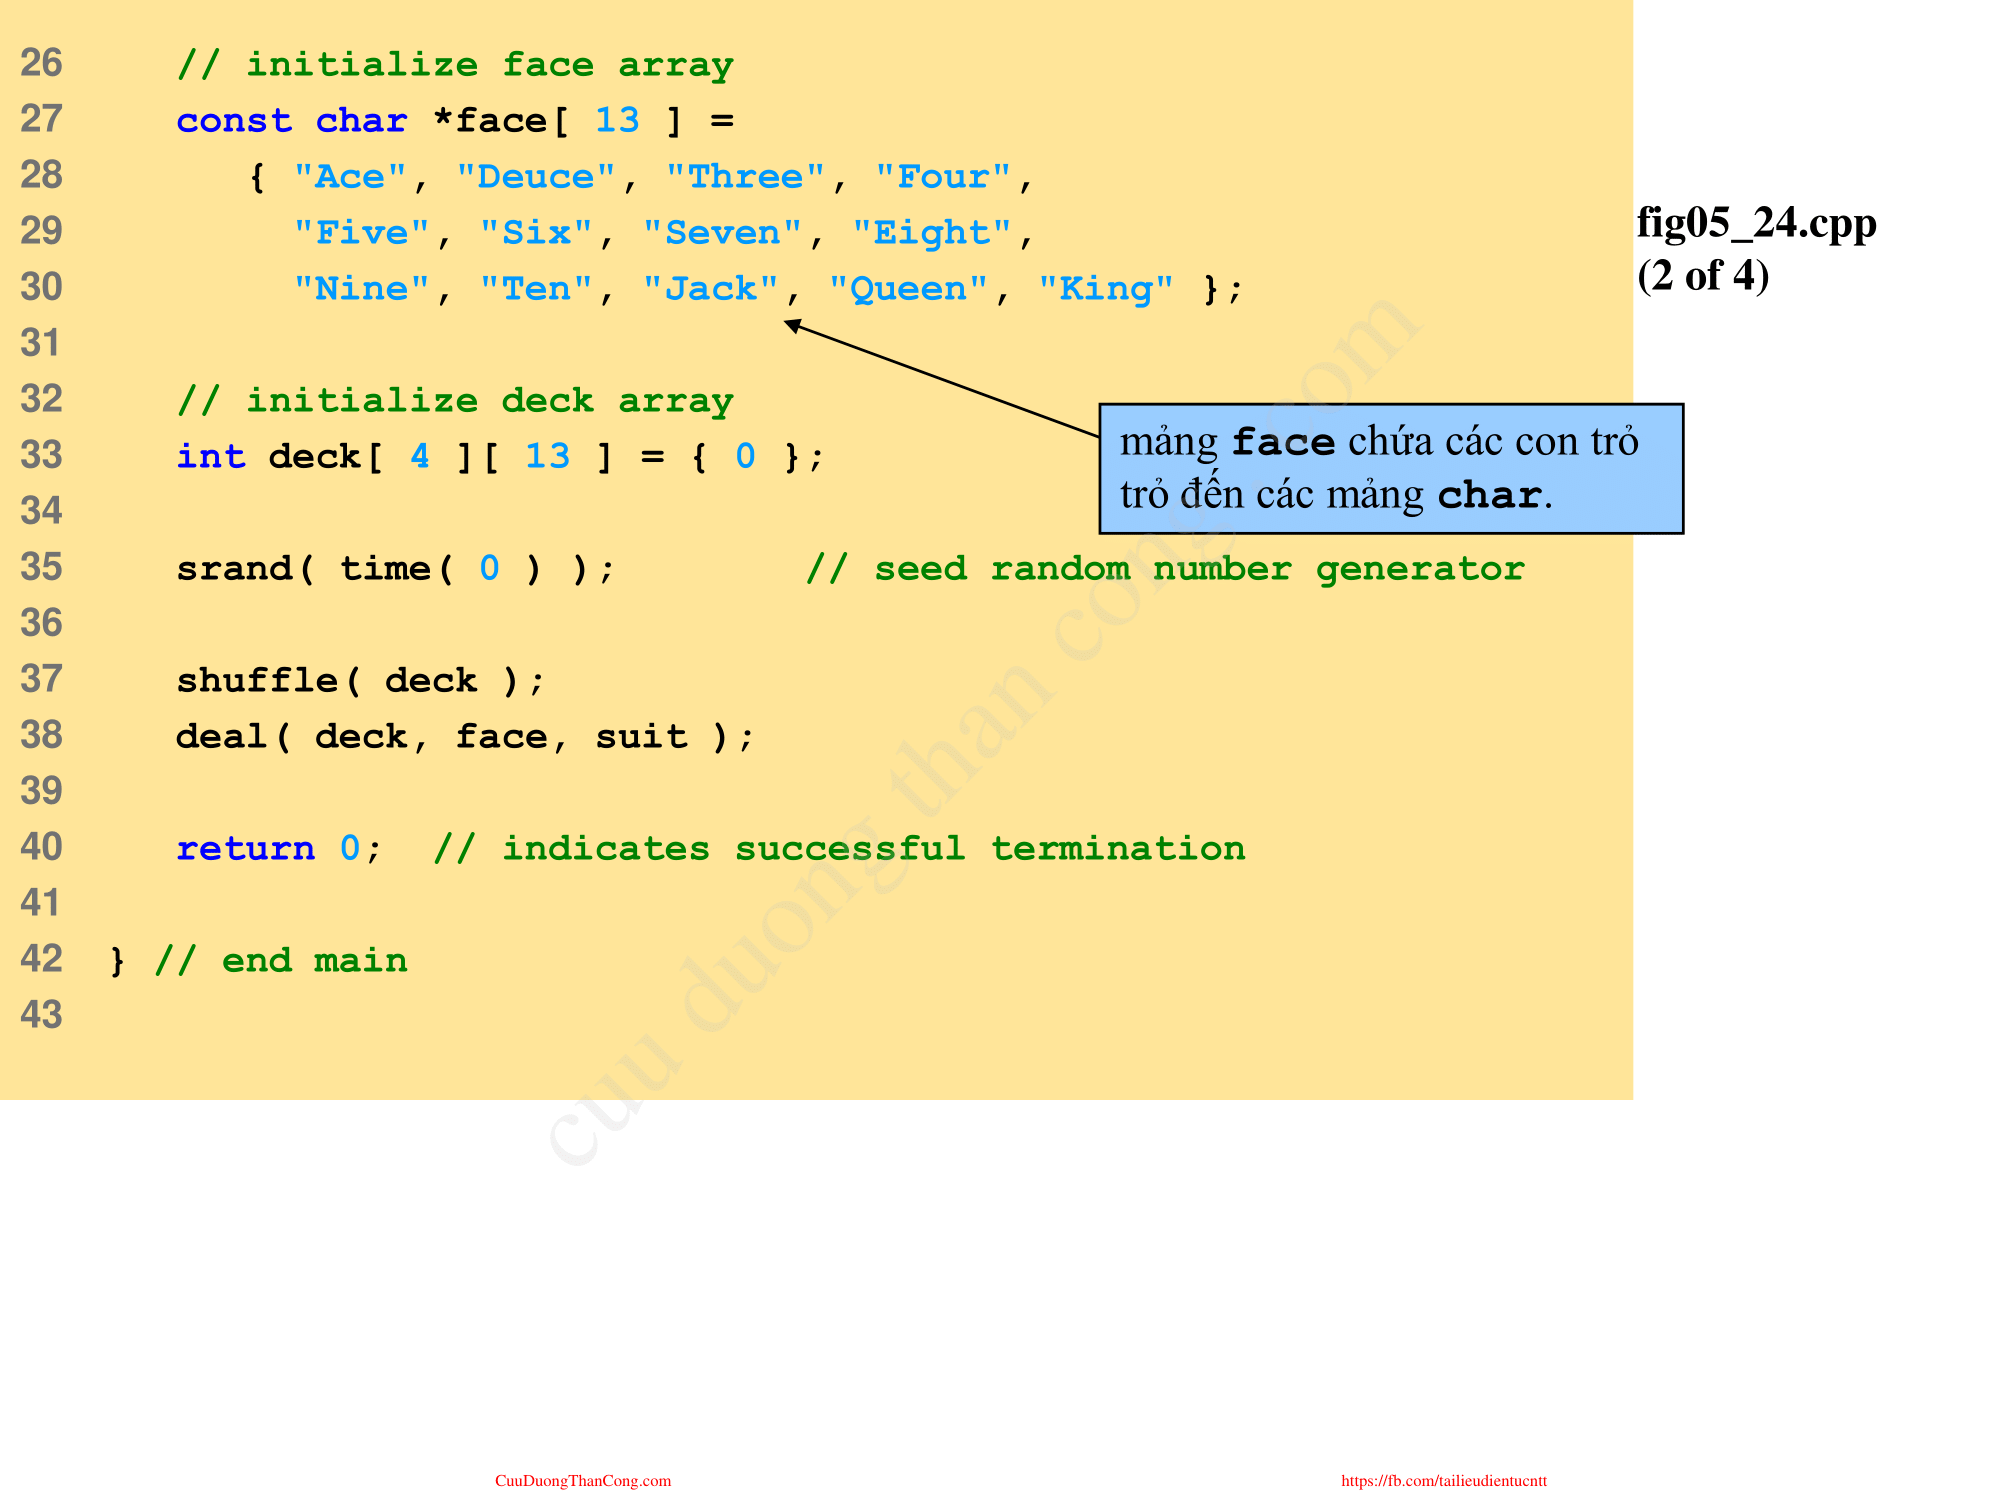 26 // initialize face array
27 const char *face[ 13 ] =
28 { "Ace", "Deuce", "Three", "Four",
29 "Five", "Six", "Seven", "Eight",
30 "Nine", "Ten", "Jack", "Queen", "King" };
31
32 // initialize deck array
33 int deck[ 4 ][ 13 ] = { 0 };
34
35 srand( time( 0 ) ); // seed random number generator
36
37 shuffle( deck );
38 deal( deck, face, suit );
39
40 return 0; // indicates successful termination
41
42 } // end main
43
fig05_24.cpp
(2 of 4)
mảng face chứa các con trỏ
trỏ đến các mảng char.
cuu duong than cong . com
CuuDuongThanCong.com
https://fb.com/tailieudientucntt